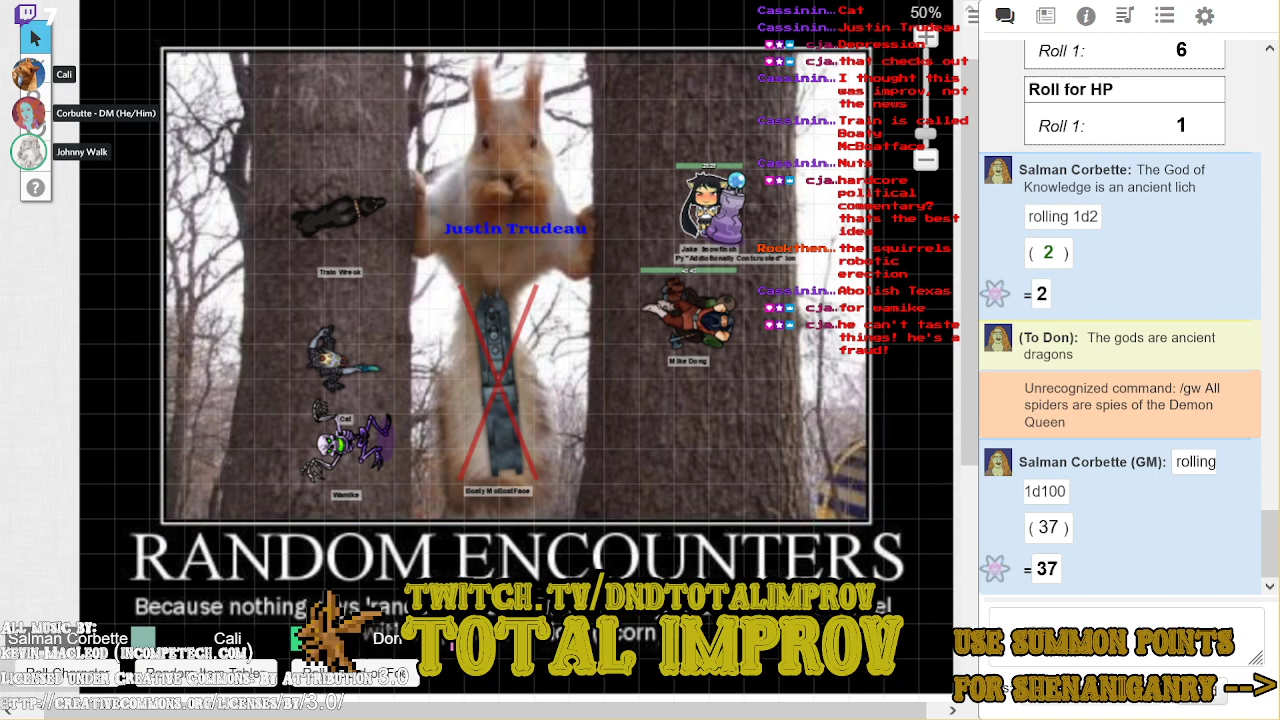 7
Cali
Corbutte - DM (He/Him)
Janny Valk
Cassinin… Cat
Cassinin… Justin Trudeau
cja… Depression
cja… that checks out
Cassinin… I thought this
was improv, not
the news
Cassinin… Train is called
Boaty
McBoatface
Cassinin… Nuts
cja… hardcore
political
commentary?
thats the best
idea
Rookthen… the squirrels
robotic
erection
Cassinin… Abolish Texas
cja… for wamike
cja… he can't taste
things! he's a
fraud!
50%
Justin Trudeau
Train Wreck
Jake Snowfinsh
Mike Dong
Cal
Wamike
Boaty McBoatFace
RANDOM ENCOUNTERS
Because nothing
TWITCH.TV/DNDTOTALIMPROV
TOTAL IMPROV
ALL MUSIC BY:
KEVIN MACLEOD (INCOMPETECH.COM)
LICENSED UNDER CREATIVE COMMONS: BY ATTRIBUTION 3.0
HTTP://CREATIVECOMMONS.ORG/LICENSES/BY/3.0/
Salman Corbette
Cali
Don
USE SUMMON POINTS
FOR SHENANIGANRY -->
Roll 1: 6
Roll for HP
Roll 1: 1
Salman Corbette: The God of
Knowledge is an ancient lich
rolling 1d2
( 2 )
= 2
(To Don): The gods are ancient
dragons
Unrecognized command: /gw All
spiders are spies of the Demon
Queen
Salman Corbette (GM): rolling
1d100
( 37 )
= 37